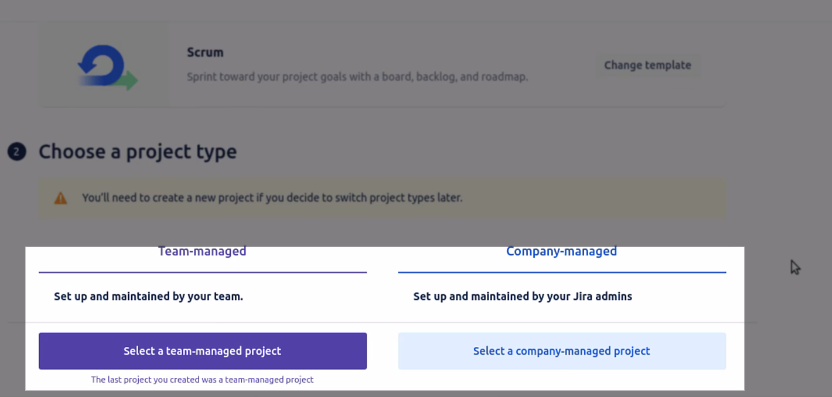 Scrum
Sprint toward your project goals with a board, backlog, and roadmap.
Change template
2 Choose a project type
You'll need to create a new project if you decide to switch project types later.
Team-managed
Company-managed
Set up and maintained by your team.
Set up and maintained by your Jira admins
Select a team-managed project
Select a company-managed project
The last project you created was a team-managed project